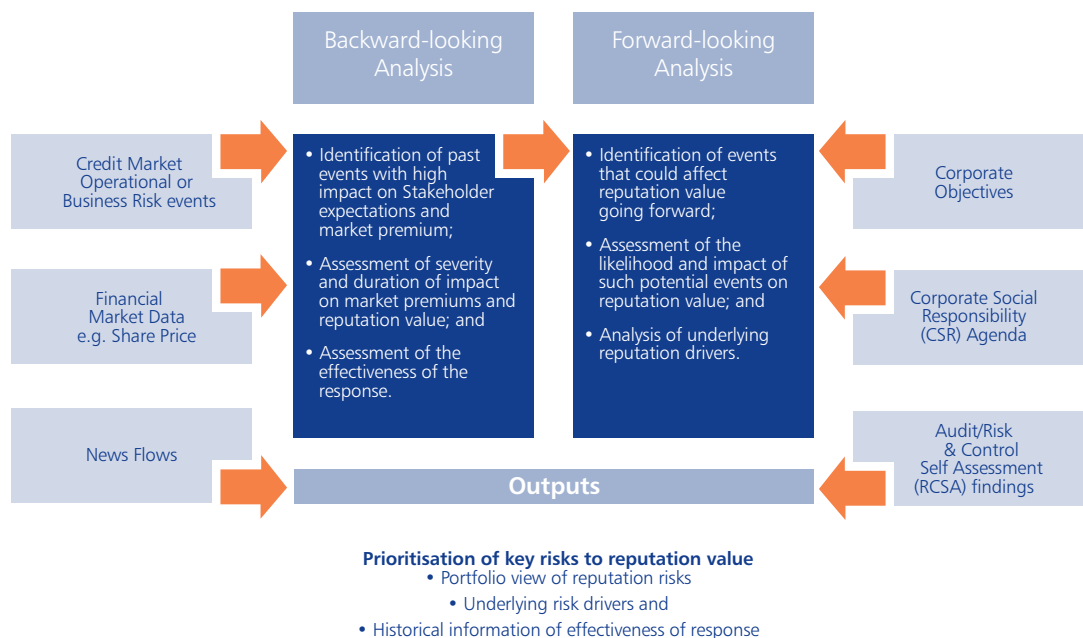 Backward-looking
Analysis
Forward-looking
Analysis
Credit Market
Operational or
Business Risk events
Financial
Market Data
e.g. Share Price
News Flows
• Identification of past
events with high
impact on Stakeholder
expectations and
market premium;
• Assessment of severity
and duration of impact
on market premiums and
reputation value; and
• Assessment of the
effectiveness of the
response.
• Identification of events
that could affect
reputation value
going forward;
• Assessment of the
likelihood and impact of
such potential events on
reputation value; and
• Analysis of underlying
reputation drivers.
Corporate
Objectives
Corporate Social
Responsibility
(CSR) Agenda
Audit/Risk
& Control
Self Assessment
(RCSA) findings
Outputs
Prioritisation of key risks to reputation value
• Portfolio view of reputation risks
• Underlying risk drivers and
• Historical information of effectiveness of response